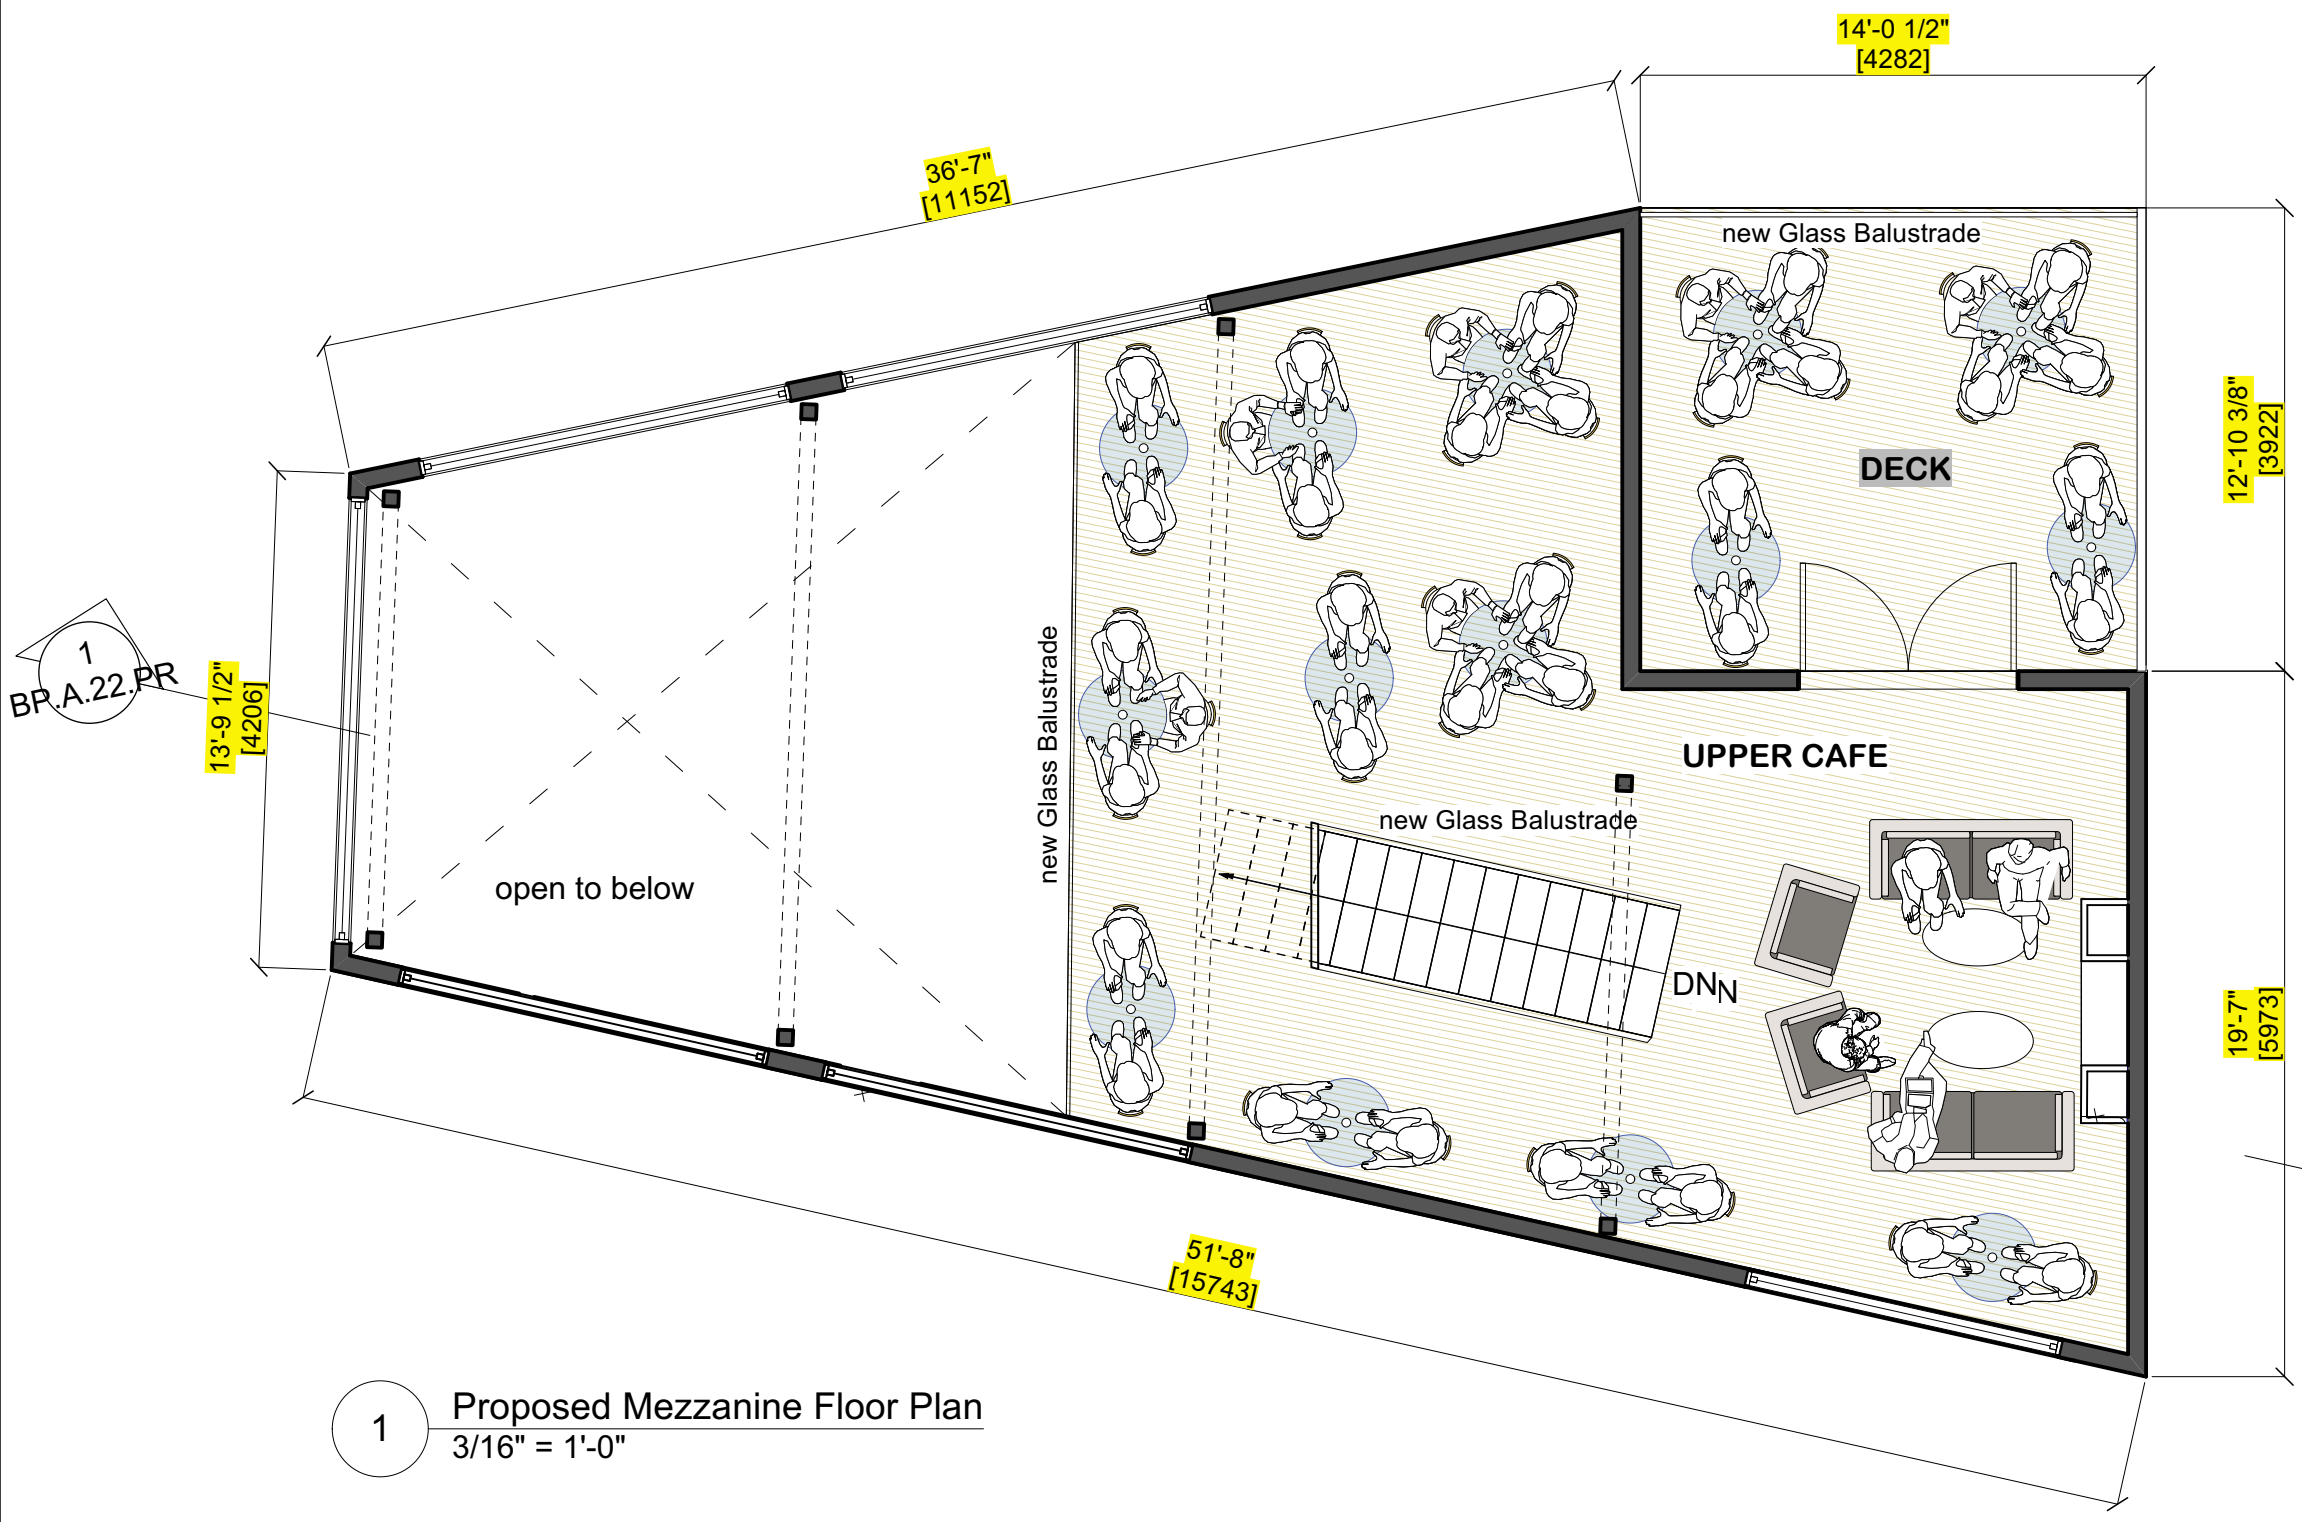 14'-0 1/2"
[4282]
36'-7"
[11152]
new Glass Balustrade
12'-10 3/8"
[3922]
DECK
1
BP.A.22.PR
13'-9 1/2"
[4206]
new Glass Balustrade
UPPER CAFE
new Glass Balustrade
open to below
DN
N
19'-7"
[5973]
51'-8"
[15743]
1
Proposed Mezzanine Floor Plan
3/16" = 1'-0"